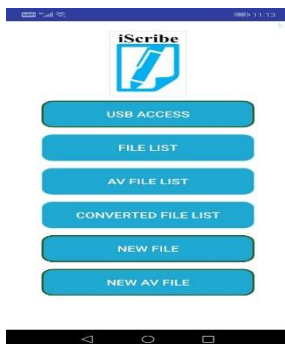 11:13
iScribe
USB ACCESS
FILE LIST
AV FILE LIST
CONVERTED FILE LIST
NEW FILE
NEW AV FILE